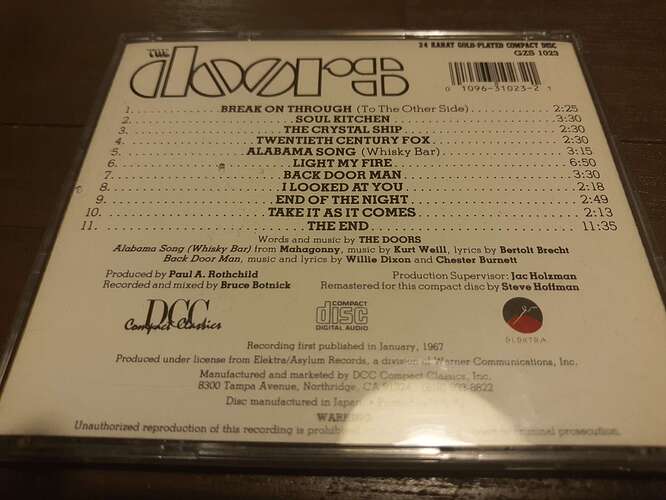 THE
doors
24 KARAT GOLD-PLATED COMPACT DISC
GZS 1023
0 1096-31023-2 1
1. BREAK ON THROUGH (To The Other Side) 2:25
2. SOUL KITCHEN 3:30
3. THE CRYSTAL SHIP 2:30
4. TWENTIETH CENTURY FOX 2:30
5. ALABAMA SONG (Whisky Bar) 3:15
6. LIGHT MY FIRE 6:50
7. BACK DOOR MAN 3:30
8. I LOOKED AT YOU 2:18
9. END OF THE NIGHT 2:49
10. TAKE IT AS IT COMES 2:13
11. THE END 11:35
Words and music by THE DOORS
Alabama Song (Whisky Bar) from Mahagonny, music by Kurt Weill, lyrics by Bertolt Brecht
Back Door Man, music and lyrics by Willie Dixon and Chester Burnett
Produced by Paul A. Rothchild
Recorded and mixed by Bruce Botnick
Production Supervisor: Jac Holzman
Remastered for this compact disc by Steve Hoffman
DCC
Compact Classics
COMPACT
disc
DIGITAL AUDIO
ELEKTRA
Recording first published in January, 1967
Produced under license from Elektra/Asylum Records, a division of Warner Communications, Inc.
Manufactured and marketed by DCC Compact Classics, Inc.
8300 Tampa Avenue, Northridge, CA
Disc manufactured in Japan
WARNING
Unauthorized reproduction of this recording is prohibited criminal prosecution.